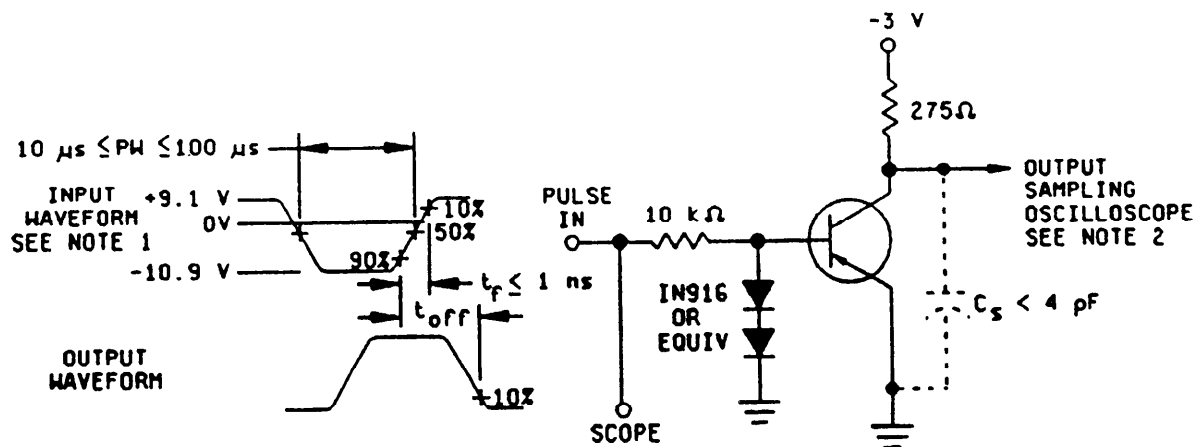 -3 V
275Ω
10 µs ≤PW ≤100 µs
INPUT
WAVEFORM
SEE NOTE 1
+9.1 V
0V
-10.9 V
10%
50%
90%
t_f ≤ 1 ns
t_off
OUTPUT
WAVEFORM
10%
PULSE
IN
10 kΩ
IN916
OR
EQUIV
SCOPE
OUTPUT
SAMPLING
OSCILLOSCOPE
SEE NOTE 2
C_s < 4 pF